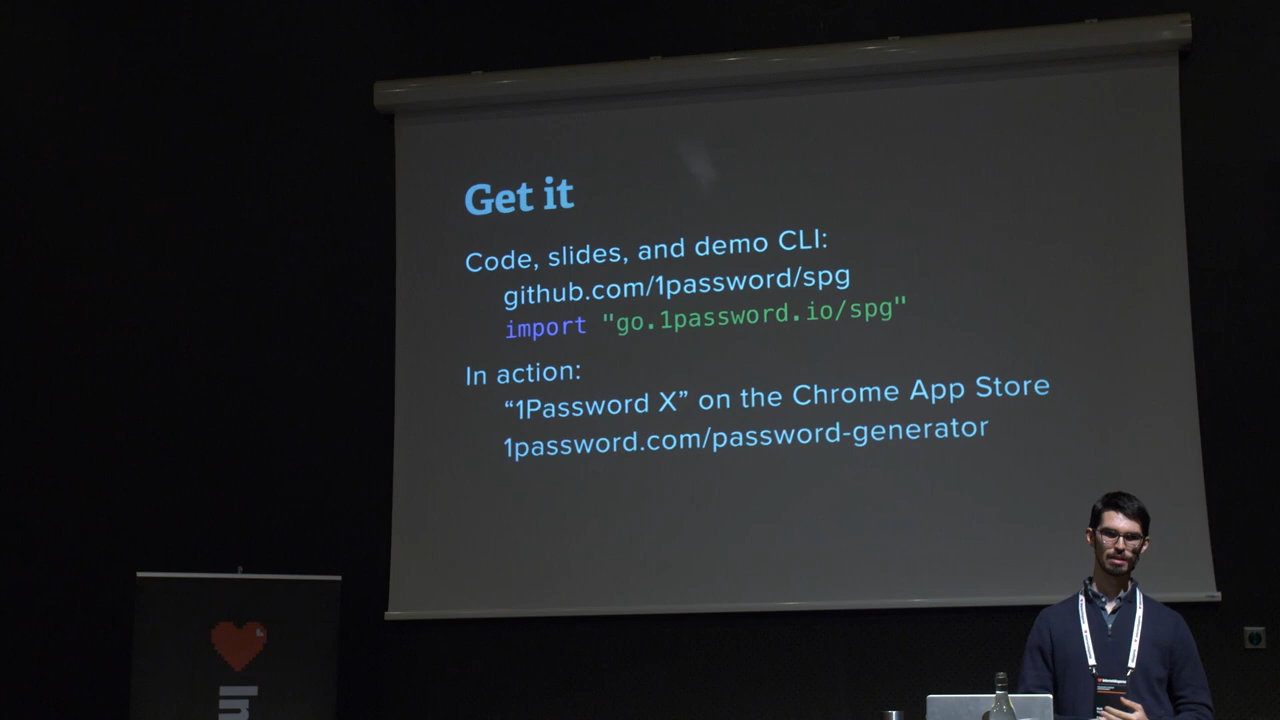 Get it
Code, slides, and demo CLI:
github.com/1password/spg
import "go.1password.io/spg"
In action:
“1Password X” on the Chrome App Store
1password.com/password-generator
In